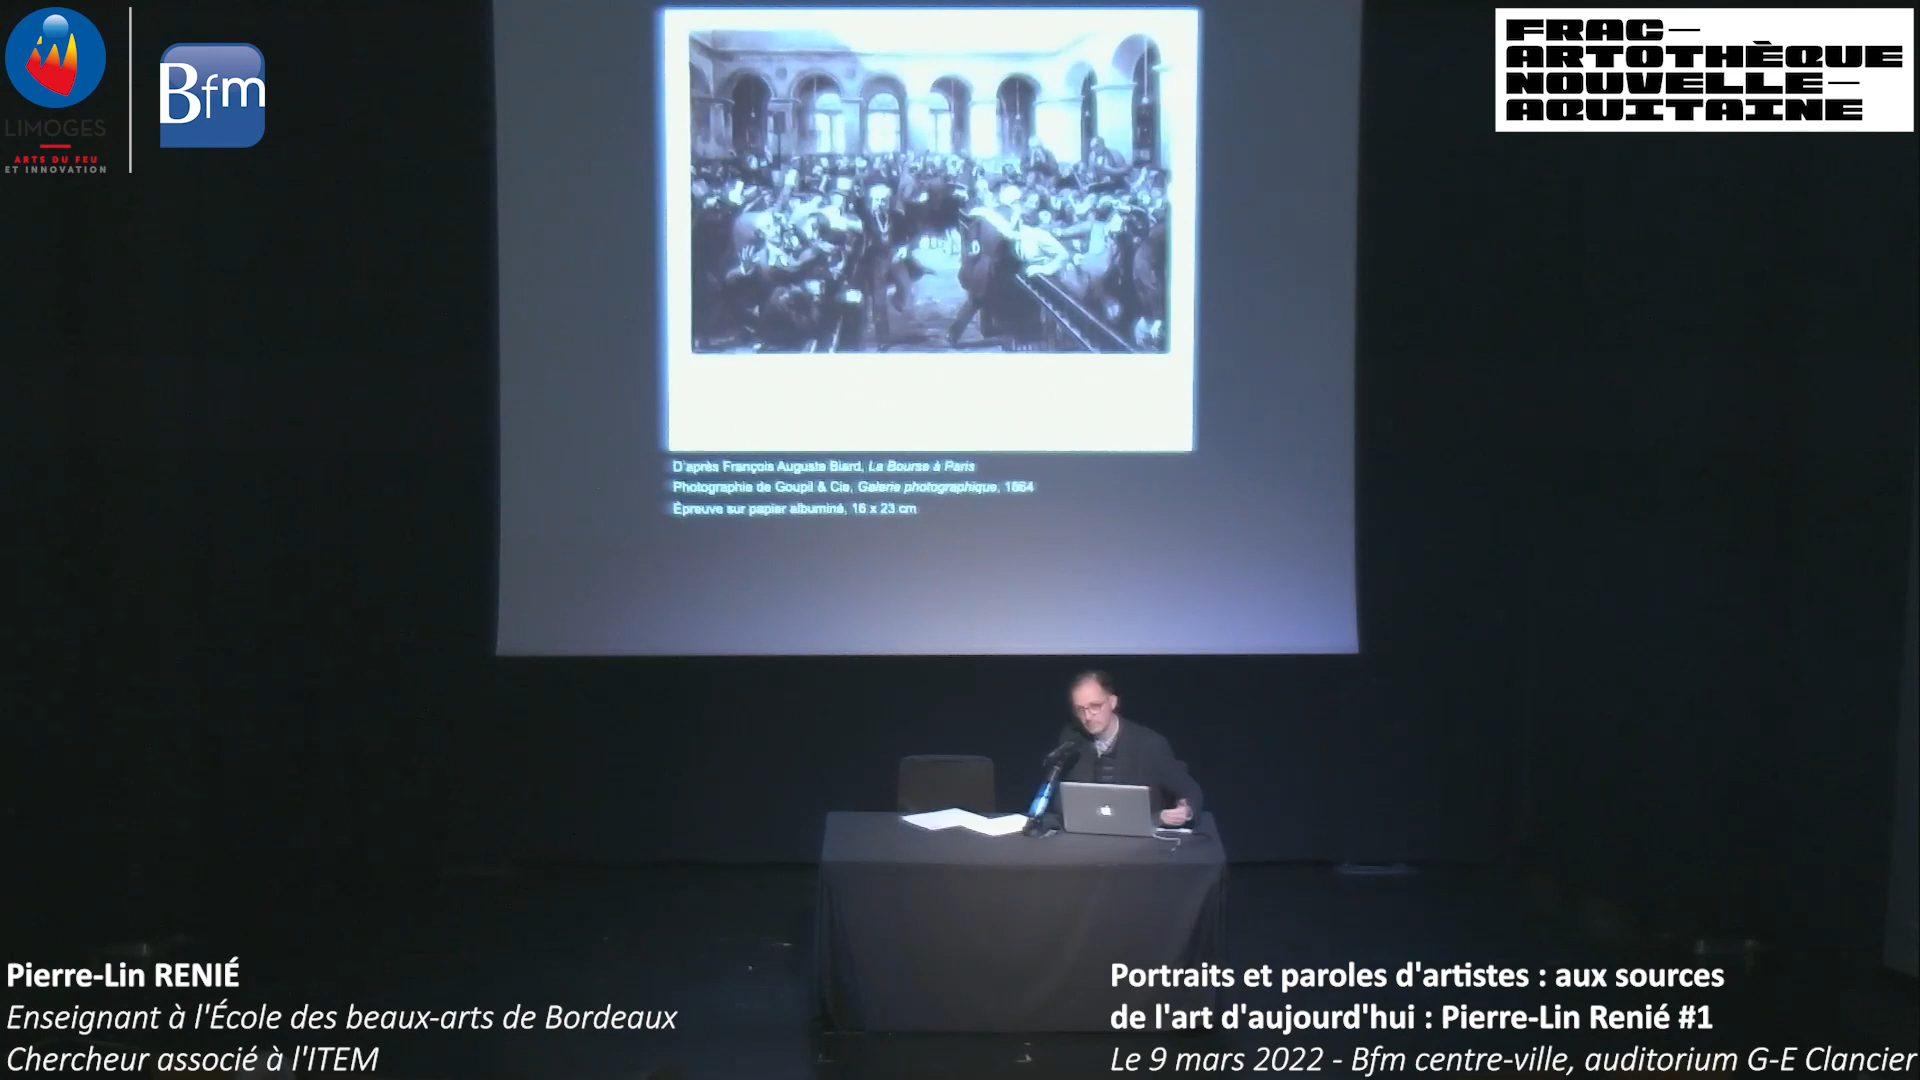 LIMOGES
ARTS DU FEU
ET INNOVATION
Bfm
FRAC—
ARTOTHÈQUE
NOUVELLE—
AQUITAINE
D'après François Auguste Biard, La Bourse à Paris
Photographie de Goupil & Cie, Galerie photographique, 1864
Épreuve sur papier albuminé, 16 x 23 cm
Pierre-Lin RENIÉ
Enseignant à l'École des beaux-arts de Bordeaux
Chercheur associé à l'ITEM
Portraits et paroles d'artistes : aux sources
de l'art d'aujourd'hui : Pierre-Lin Renié #1
Le 9 mars 2022 - Bfm centre-ville, auditorium G-E Clancier